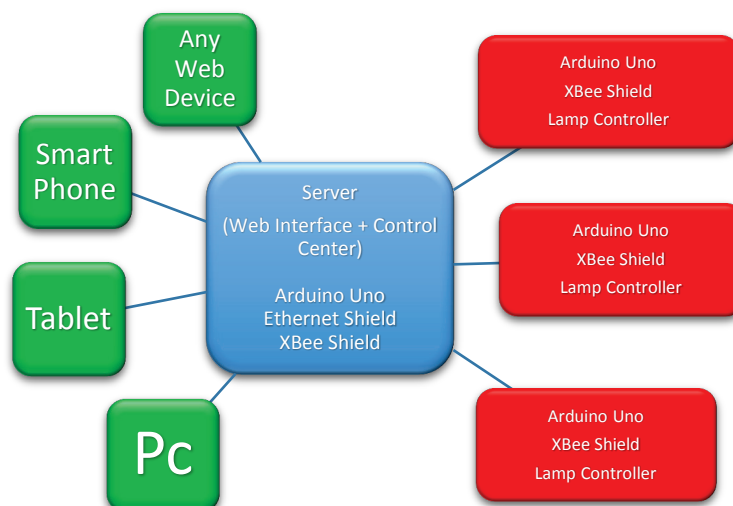 Any
Web
Device
Smart
Phone
Tablet
Pc
Server
(Web Interface + Control
Center)
Arduino Uno
Ethernet Shield
XBee Shield
Arduino Uno
XBee Shield
Lamp Controller
Arduino Uno
XBee Shield
Lamp Controller
Arduino Uno
XBee Shield
Lamp Controller